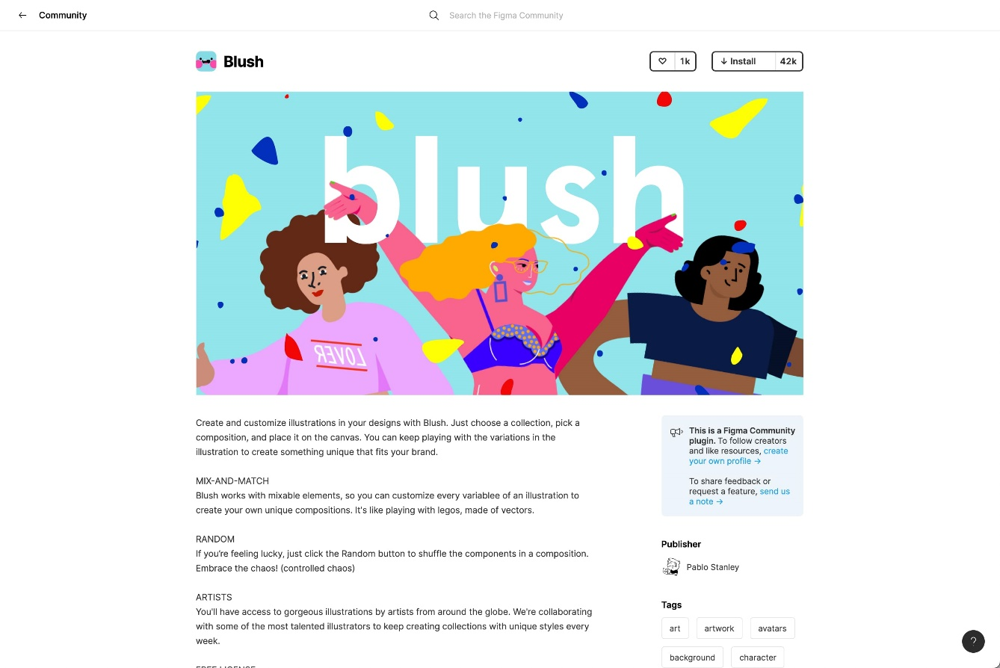 Community
Search the Figma Community
Blush
1k
Install
42k
blush
LOVER
Create and customize illustrations in your designs with Blush. Just choose a collection, pick a
composition, and place it on the canvas. You can keep playing with the variations in the
illustration to create something unique that fits your brand.
MIX-AND-MATCH
Blush works with mixable elements, so you can customize every variablee of an illustration to
create your own unique compositions. It's like playing with legos, made of vectors.
RANDOM
If you're feeling lucky, just click the Random button to shuffle the components in a composition.
Embrace the chaos! (controlled chaos)
ARTISTS
You'll have access to gorgeous illustrations by artists from around the globe. We're collaborating
with some of the most talented illustrators to keep creating collections with unique styles every
week.
FREE LICENSE
This is a Figma Community
plugin. To follow creators
and like resources, create
your own profile →
To share feedback or
request a feature, send us
a note →
Publisher
Pablo Stanley
Tags
art
artwork
avatars
background
character
?